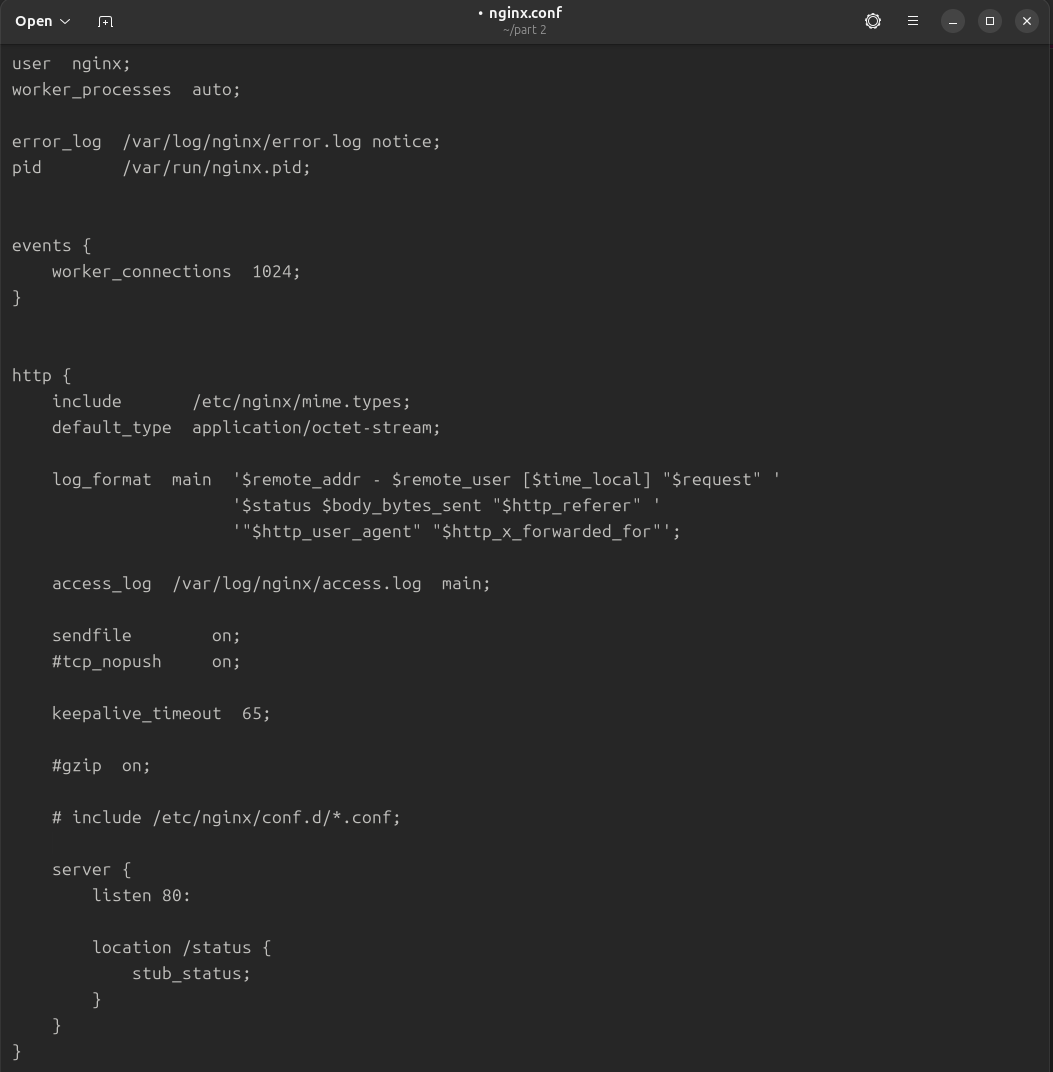 Open
• nginx.conf
~/part 2
user  nginx;
worker_processes  auto;
error_log  /var/log/nginx/error.log notice;
pid        /var/run/nginx.pid;
events {
    worker_connections  1024;
}
http {
    include       /etc/nginx/mime.types;
    default_type  application/octet-stream;
    log_format  main  '$remote_addr - $remote_user [$time_local] "$request" '
                      '$status $body_bytes_sent "$http_referer" '
                      '"$http_user_agent" "$http_x_forwarded_for"';
    access_log  /var/log/nginx/access.log  main;
    sendfile        on;
    #tcp_nopush     on;
    keepalive_timeout  65;
    #gzip  on;
    # include /etc/nginx/conf.d/*.conf;
    server {
        listen 80:
        location /status {
            stub_status;
        }
    }
}